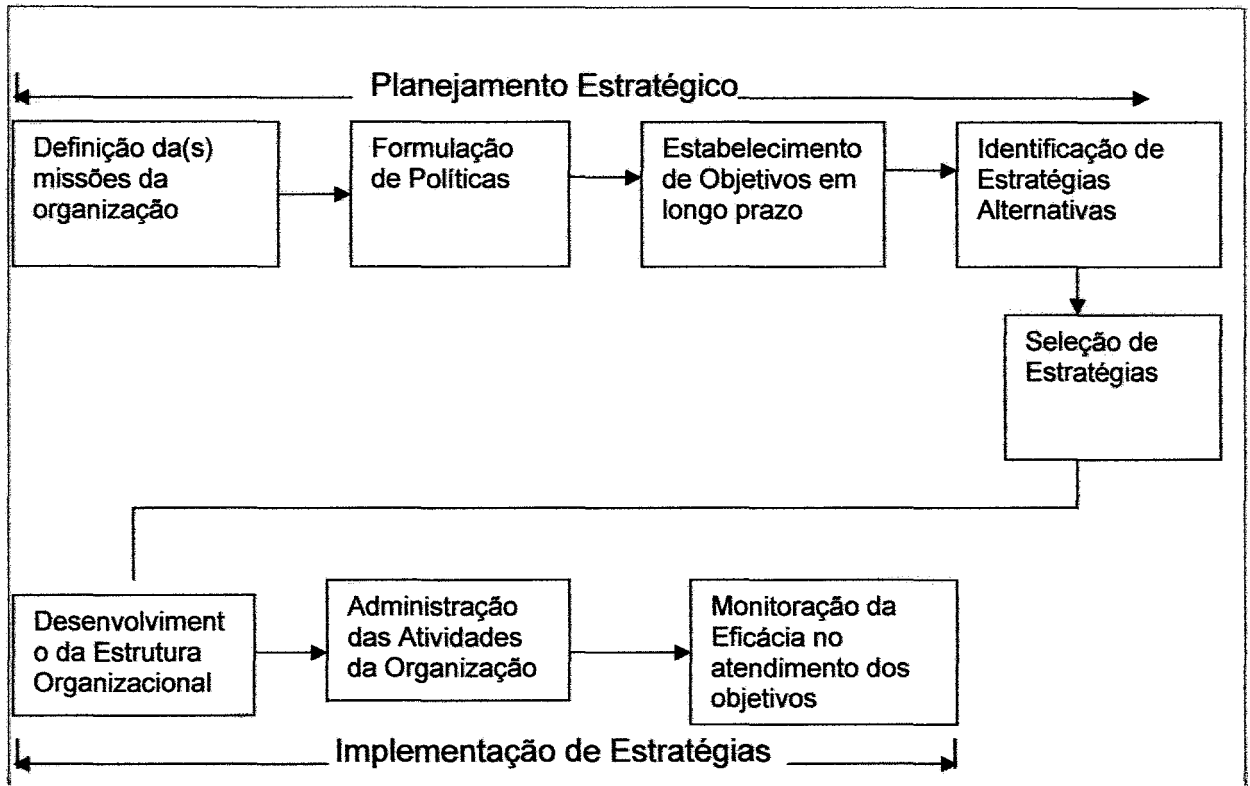 Planejamento Estratégico
Definição da(s)
missões da
organização
Formulação
de Políticas
Estabelecimento
de Objetivos em
longo prazo
Identificação de
Estratégias
Alternativas
Seleção de
Estratégias
Desenvolviment
o da Estrutura
Organizacional
Administração
das Atividades
da Organização
Monitoração da
Eficácia no
atendimento dos
objetivos
Implementação de Estratégias